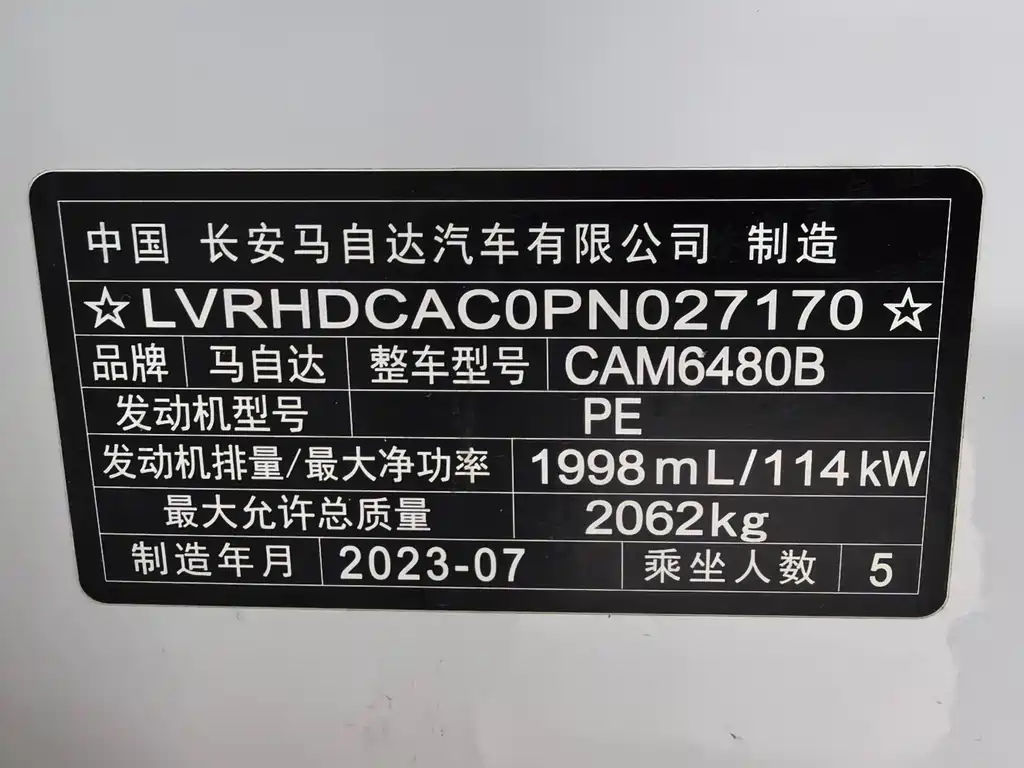 中国 长安马自达汽车有限公司 制造
☆LVRHDCAC0PN027170☆
品牌 马自达 整车型号 CAM6480B
发动机型号 PE
发动机排量/最大净功率 1998mL/114kW
最大允许总质量 2062kg
制造年月 2023-07 乘坐人数 5